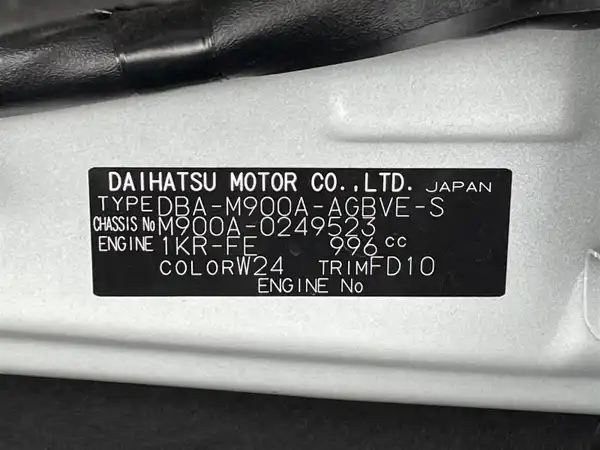 DAIHATSU MOTOR CO.,LTD. JAPAN
TYPE DBA-M900A-AGBVE-S
CHASSIS No M900A-0249523
ENGINE 1KR-FE 996 cc
COLOR W24 TRIM FD10
ENGINE No